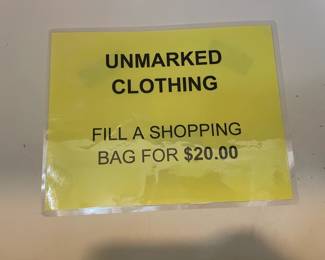 UNMARKED
CLOTHING
FILL A SHOPPING
BAG FOR $20.00